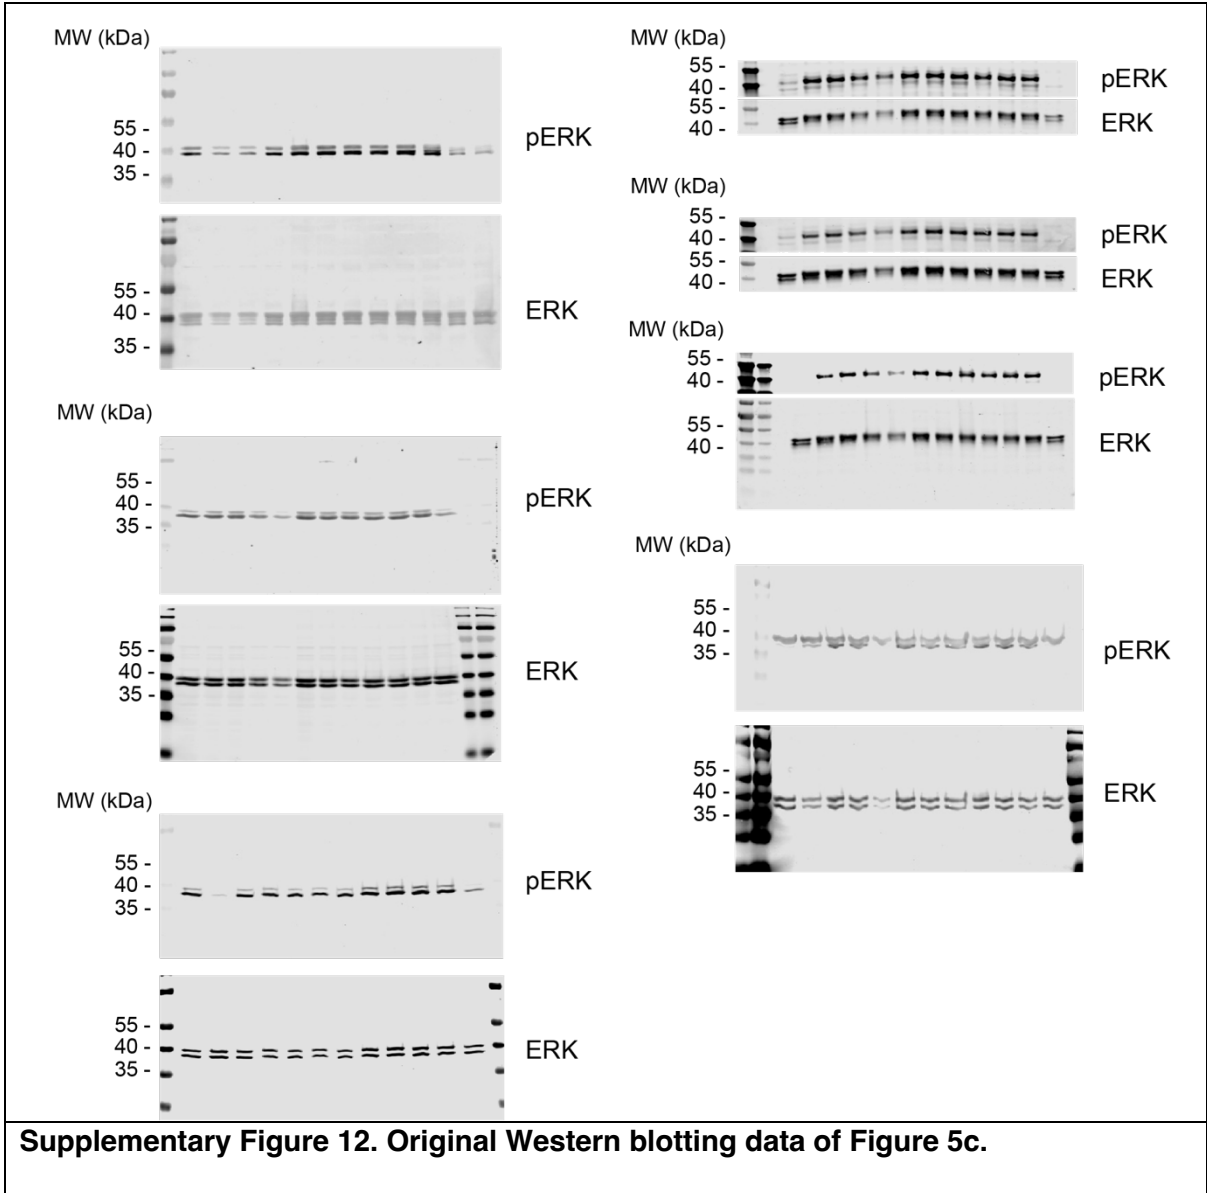 MW (kDa)
55 -
40 -
35 -
pERK
55 -
40 -
35 -
ERK
MW (kDa)
55 -
40 -
35 -
pERK
55 -
40 -
35 -
ERK
MW (kDa)
55 -
40 -
35 -
pERK
55 -
40 -
35 -
ERK
MW (kDa)
55 -
40 -
pERK
55 -
40 -
ERK
MW (kDa)
55 -
40 -
pERK
55 -
40 -
ERK
MW (kDa)
55 -
40 -
pERK
55 -
40 -
ERK
MW (kDa)
55 -
40 -
35 -
pERK
55 -
40 -
35 -
ERK
Supplementary Figure 12. Original Western blotting data of Figure 5c.